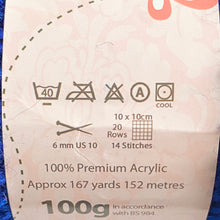 40 A
COOL
10 x 10cm
20
Rows
6 mm US 10 14 Stitches
100% Premium Acrylic
Approx 167 yards 152 metres
100g in accordance
with BS 984